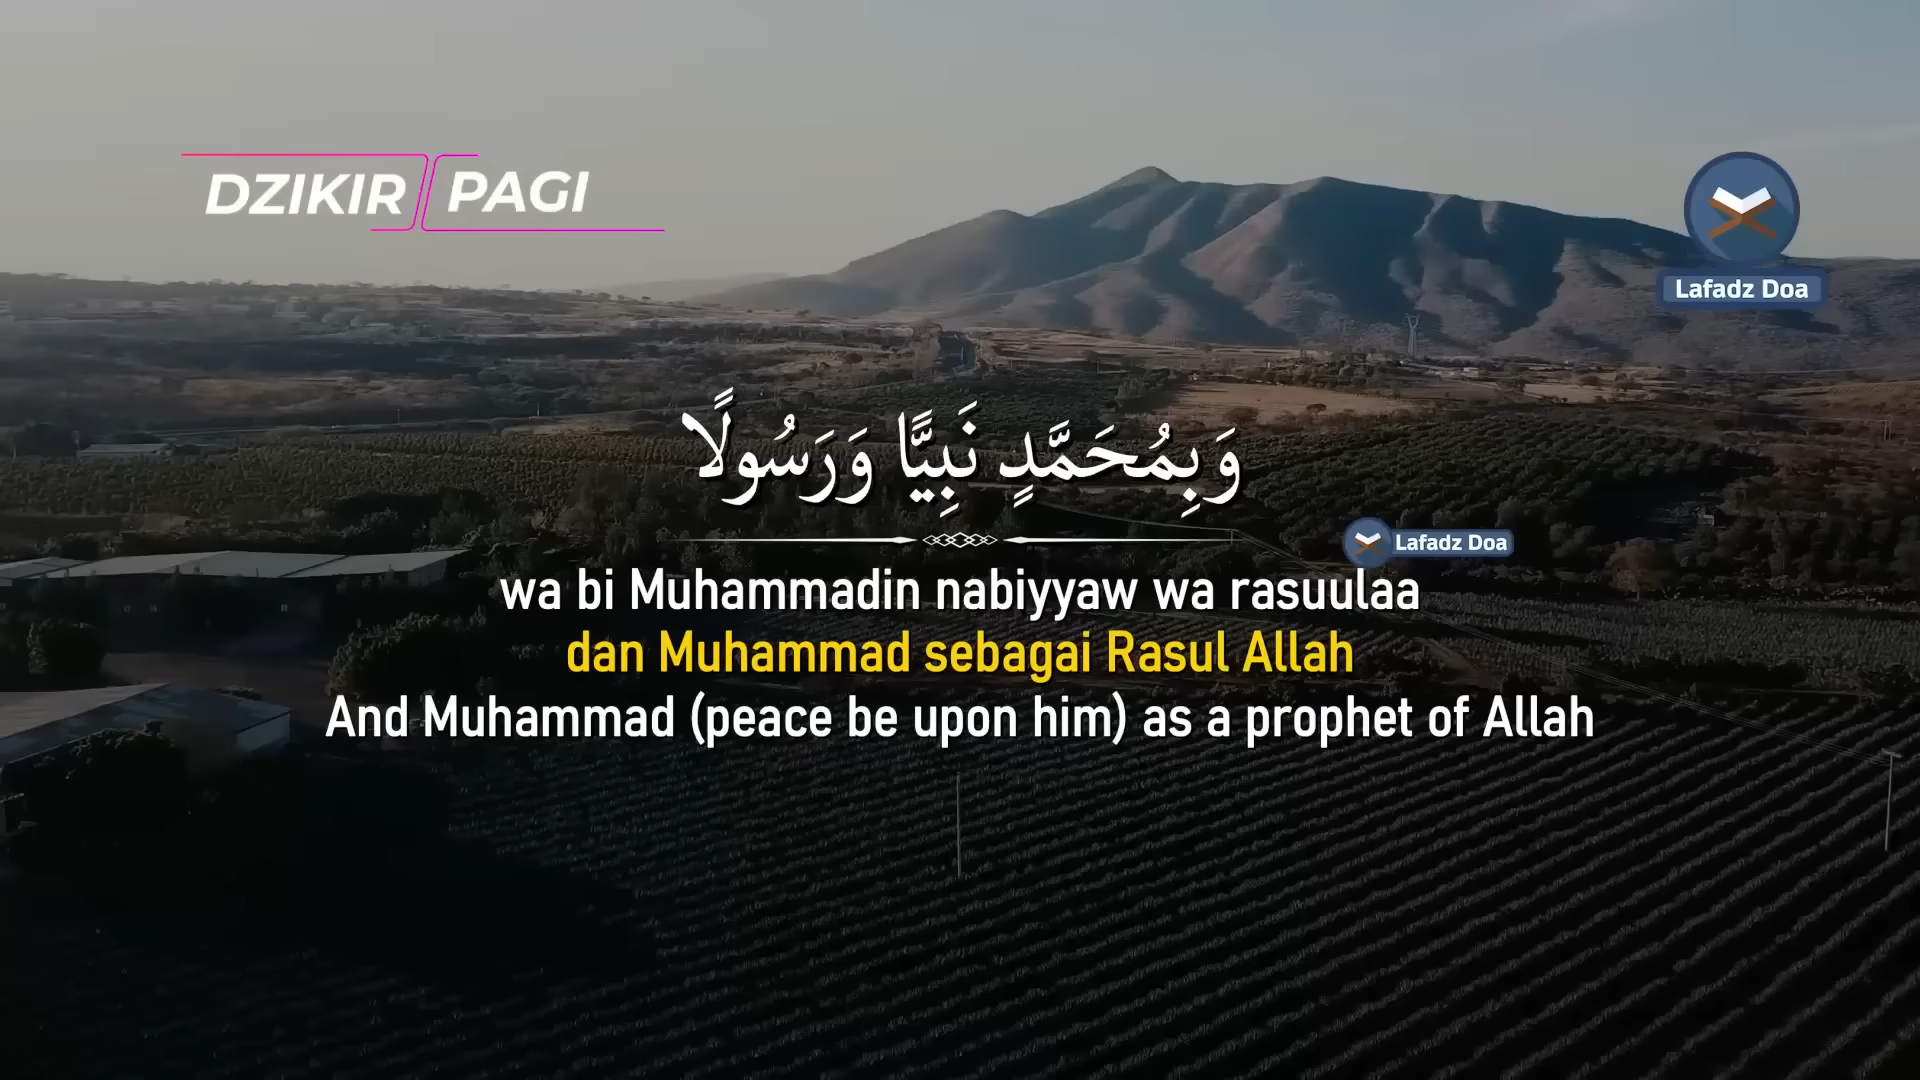 DZIKIR PAGI
Lafadz Doa
وَبِمُحَمَّدٍ نَبِيًّا وَرَسُولًا
Lafadz Doa
wa bi Muhammadin nabiyyaw wa rasuulaa
dan Muhammad sebagai Rasul Allah
And Muhammad (peace be upon him) as a prophet of Allah